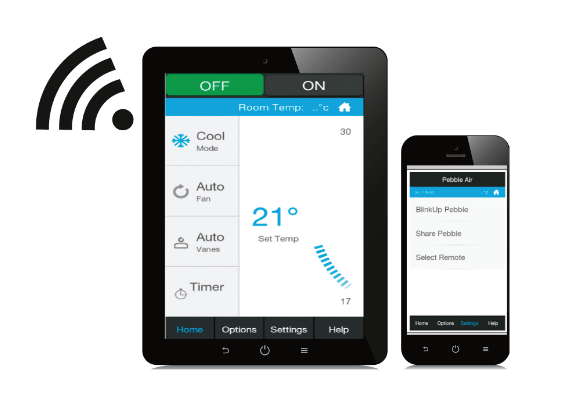 OFF ON
Room Temp: ..°c
30
Cool
Mode
Auto
Fan
21°
Set Temp
Auto
Vanes
Timer
17
Home Options Settings Help
Pebble Air
BlinkUp Pebble
Share Pebble
Select Remote
Home Options Settings Help